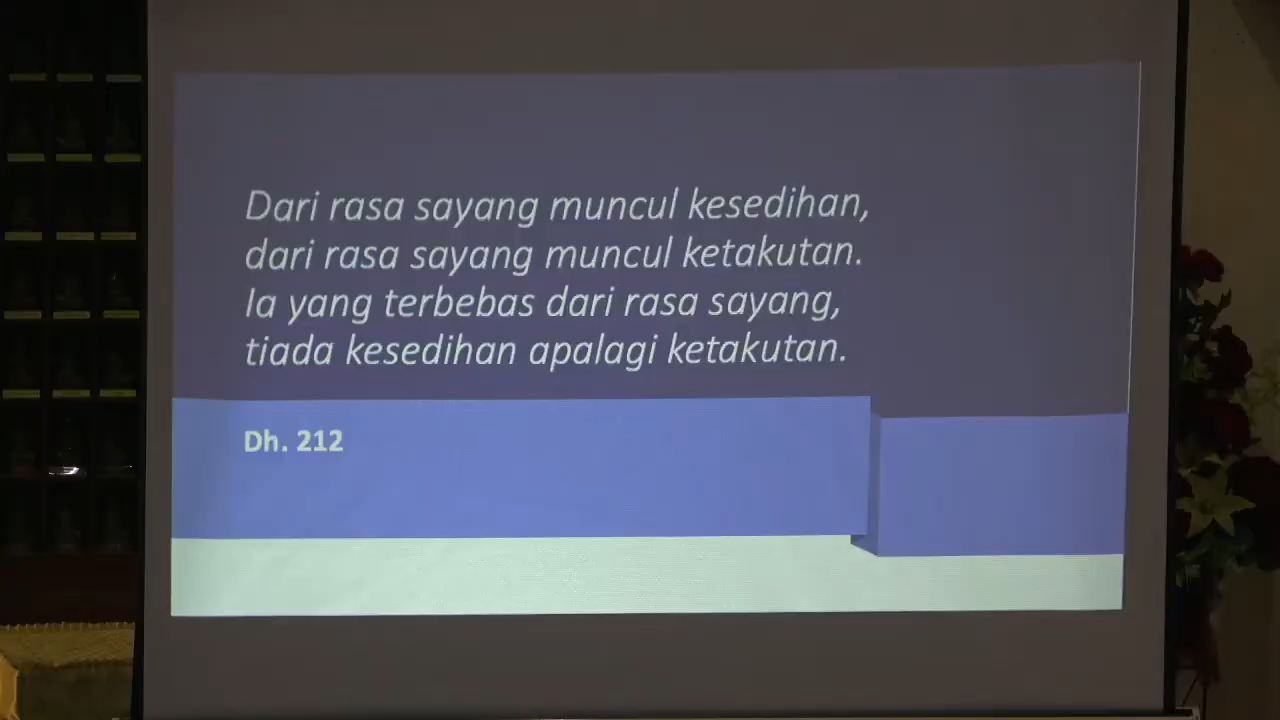 Dari rasa sayang muncul kesedihan,
dari rasa sayang muncul ketakutan.
Ia yang terbebas dari rasa sayang,
tiada kesedihan apalagi ketakutan.
Dh. 212